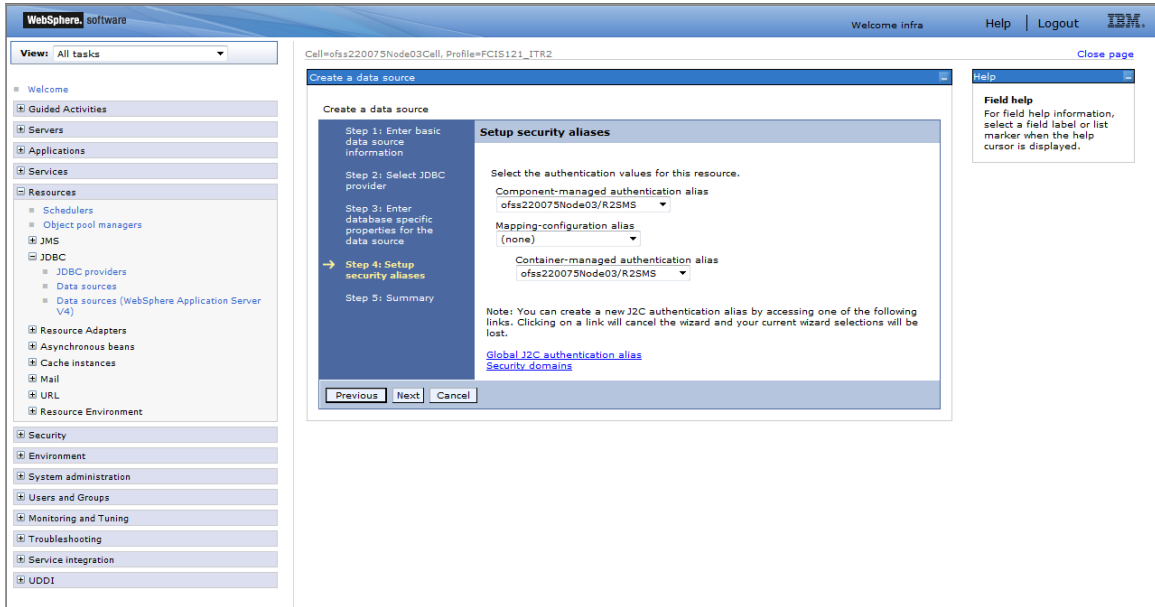 WebSphere. software
Welcome infra
Help | Logout
IBM.
View: All tasks
Cell=ofss220075Node03Cell, Profile=FCIS121_ITR2
Close page
Welcome
Guided Activities
Servers
Applications
Services
Resources
Schedulers
Object pool managers
JMS
JDBC
JDBC providers
Data sources
Data sources (WebSphere Application Server
V4)
Resource Adapters
Asynchronous beans
Cache instances
Mail
URL
Resource Environment
Security
Environment
System administration
Users and Groups
Monitoring and Tuning
Troubleshooting
Service integration
UDDI
Create a data source
Create a data source
Step 1: Enter basic
data source
information
Step 2: Select JDBC
provider
Step 3: Enter
database specific
properties for the
data source
Step 4: Setup
security aliases
Step 5: Summary
Setup security aliases
Select the authentication values for this resource.
Component-managed authentication alias
ofss220075Node03/R2SMS
Mapping-configuration alias
(none)
Container-managed authentication alias
ofss220075Node03/R2SMS
Note: You can create a new J2C authentication alias by accessing one of the following
links. Clicking on a link will cancel the wizard and your current wizard selections will be
lost.
Global J2C authentication alias
Security domains
Previous Next Cancel
Help
Field help
For field help information,
select a field label or list
marker when the help
cursor is displayed.